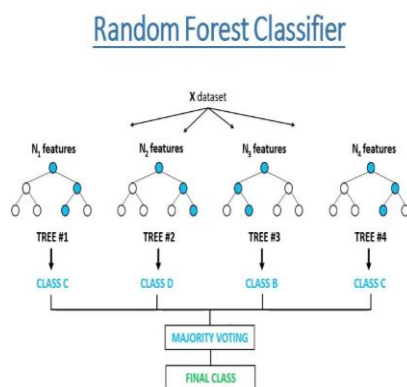 Random Forest Classifier
X dataset
N₁ features N₂ features N₃ features N₄ features
TREE #1 TREE #2 TREE #3 TREE #4
CLASS C CLASS D CLASS B CLASS C
MAJORITY VOTING
FINAL CLASS